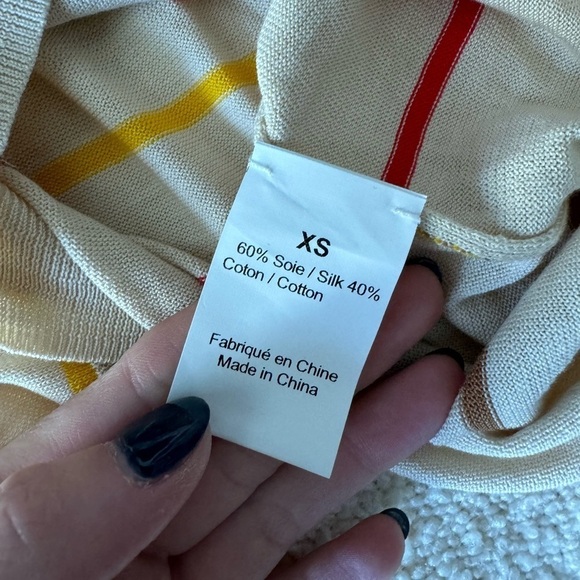 XS
60% Soie / Silk 40%
Coton / Cotton
Fabriqué en Chine
Made in China